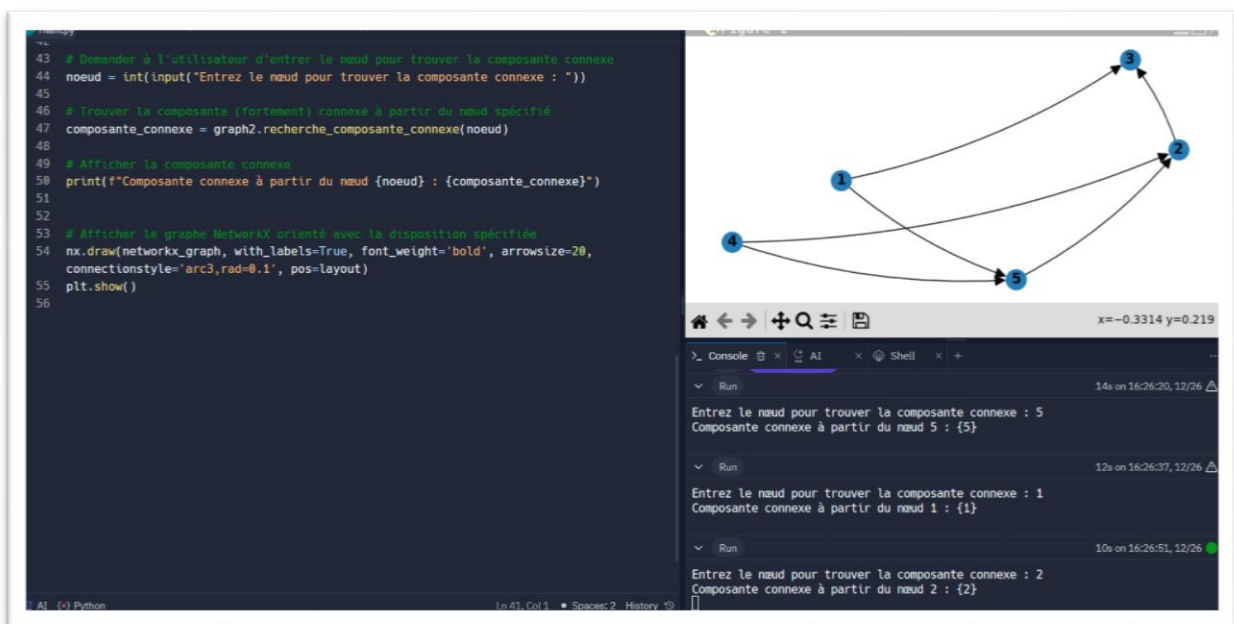 main.py
42
43 # Demander à l'utilisateur d'entrer le nœud pour trouver la composante connexe
44 noeud = int(input("Entrez le nœud pour trouver la composante connexe : "))
45
46 # Trouver la composante (fortement) connexe à partir du nœud spécifié
47 composante_connexe = graph2.recherche_composante_connexe(noeud)
48
49 # Afficher la composante connexe
50 print(f"Composante connexe à partir du nœud {noeud} : {composante_connexe}")
51
52
53 # Afficher le graphe NetworkX orienté avec la disposition spécifiée
54 nx.draw(networkx_graph, with_labels=True, font_weight='bold', arrowsize=20,
connectionstyle='arc3,rad=0.1', pos=layout)
55 plt.show()
56
AI {×} Python Ln 41, Col 1 • Spaces: 2 History
Figure 1
3
2
1
4
5
x=-0.3314 y=0.219
>_ Console × AI × Shell × +
Run 14s on 16:26:20, 12/26
Entrez le nœud pour trouver la composante connexe : 5
Composante connexe à partir du nœud 5 : {5}
Run 12s on 16:26:37, 12/26
Entrez le nœud pour trouver la composante connexe : 1
Composante connexe à partir du nœud 1 : {1}
Run 10s on 16:26:51, 12/26
Entrez le nœud pour trouver la composante connexe : 2
Composante connexe à partir du nœud 2 : {2}